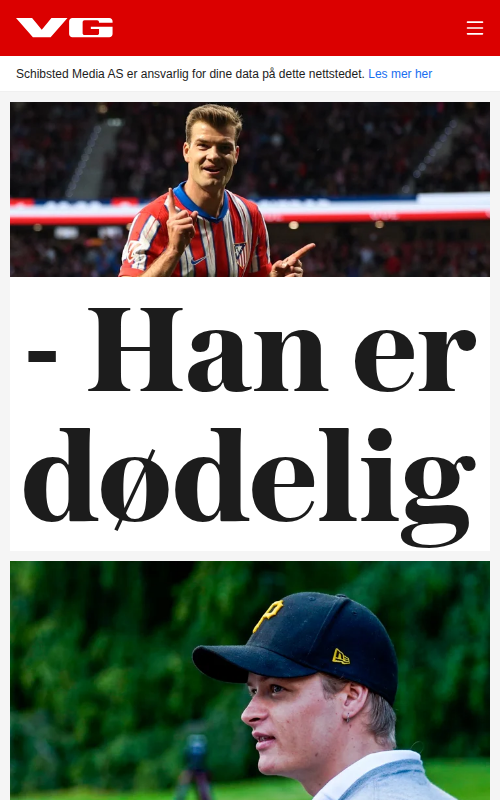 VG
Schibsted Media AS er ansvarlig for dine data på dette nettstedet. Les mer her
- Han er
dødelig
P